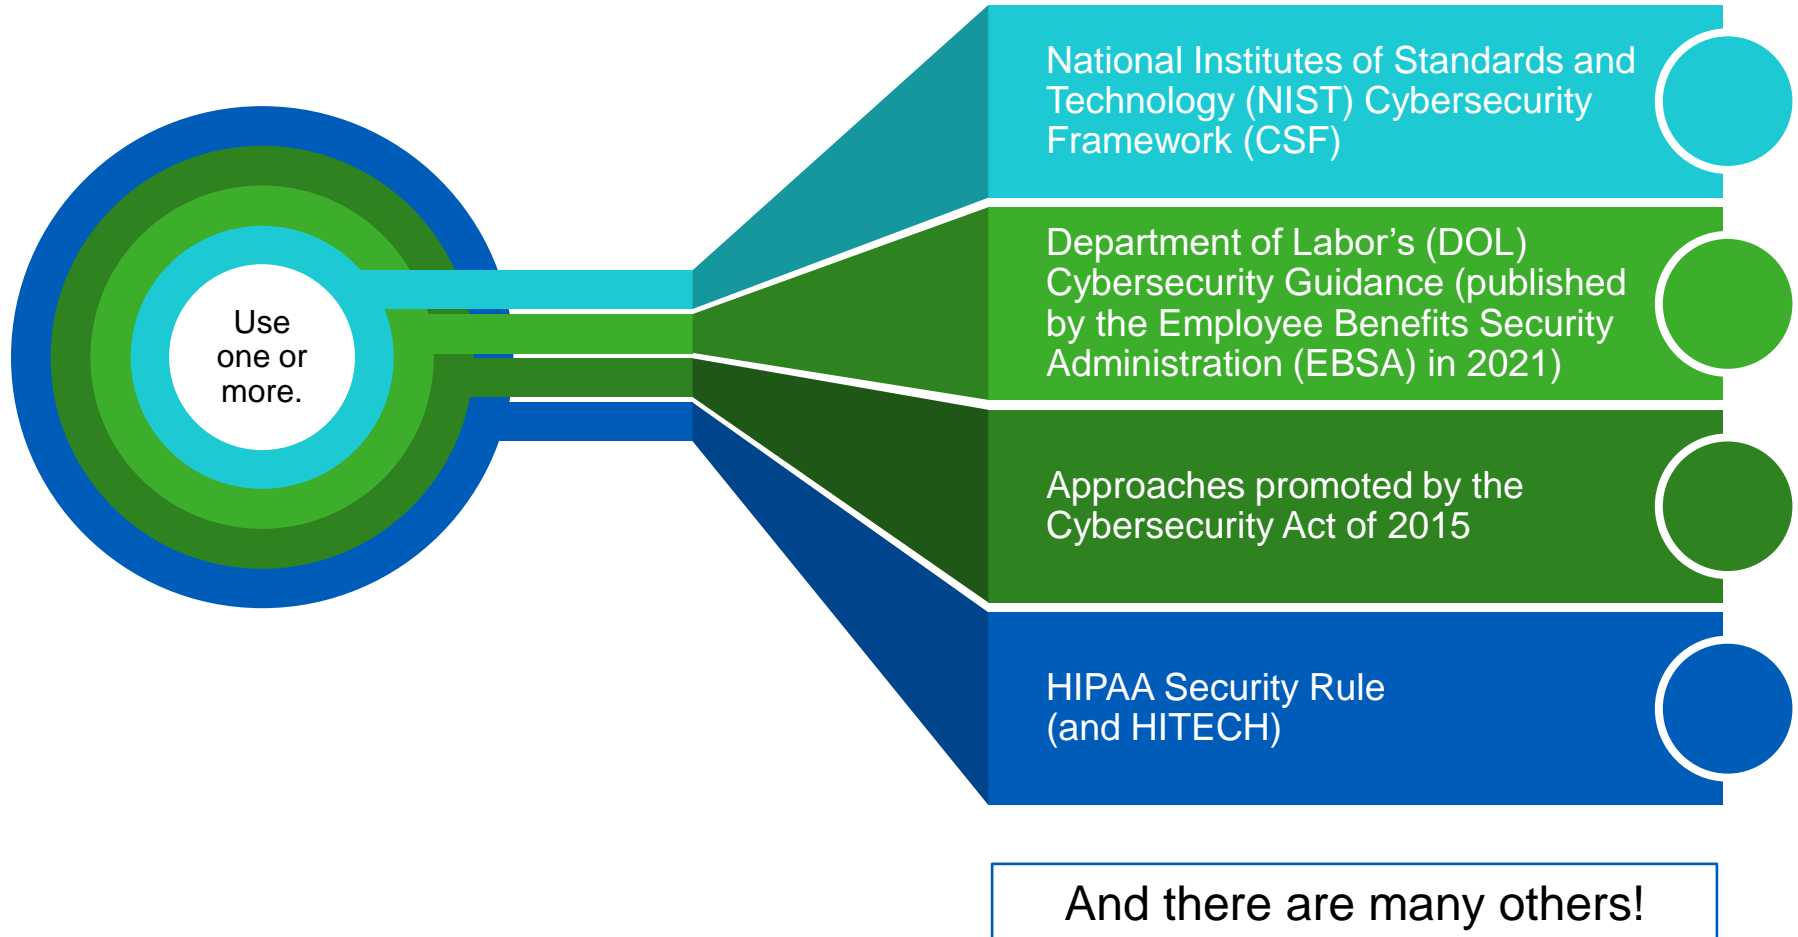 Use
one or
more.
National Institutes of Standards and
Technology (NIST) Cybersecurity
Framework (CSF)
Department of Labor’s (DOL)
Cybersecurity Guidance (published
by the Employee Benefits Security
Administration (EBSA) in 2021)
Approaches promoted by the
Cybersecurity Act of 2015
HIPAA Security Rule
(and HITECH)
And there are many others!